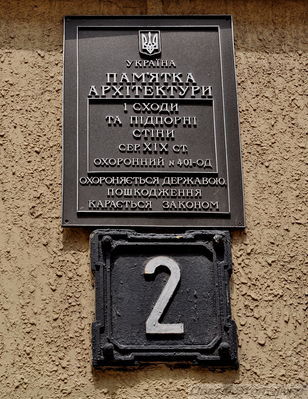 УКРАЇНА
ПАМ'ЯТКА
АРХІТЕКТУРИ
І СХОДИ
ТА ПІДПОРНІ
СТІНИ
СЕР. XIX СТ.
ОХОРОННИЙ № 401-ОД
ОХОРОНЯЄТЬСЯ ДЕРЖАВОЮ,
ПОШКОДЖЕННЯ
КАРАЄТЬСЯ ЗАКОНОМ
2